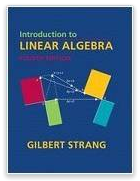 Introduction to
LINEAR ALGEBRA
GILBERT STRANG